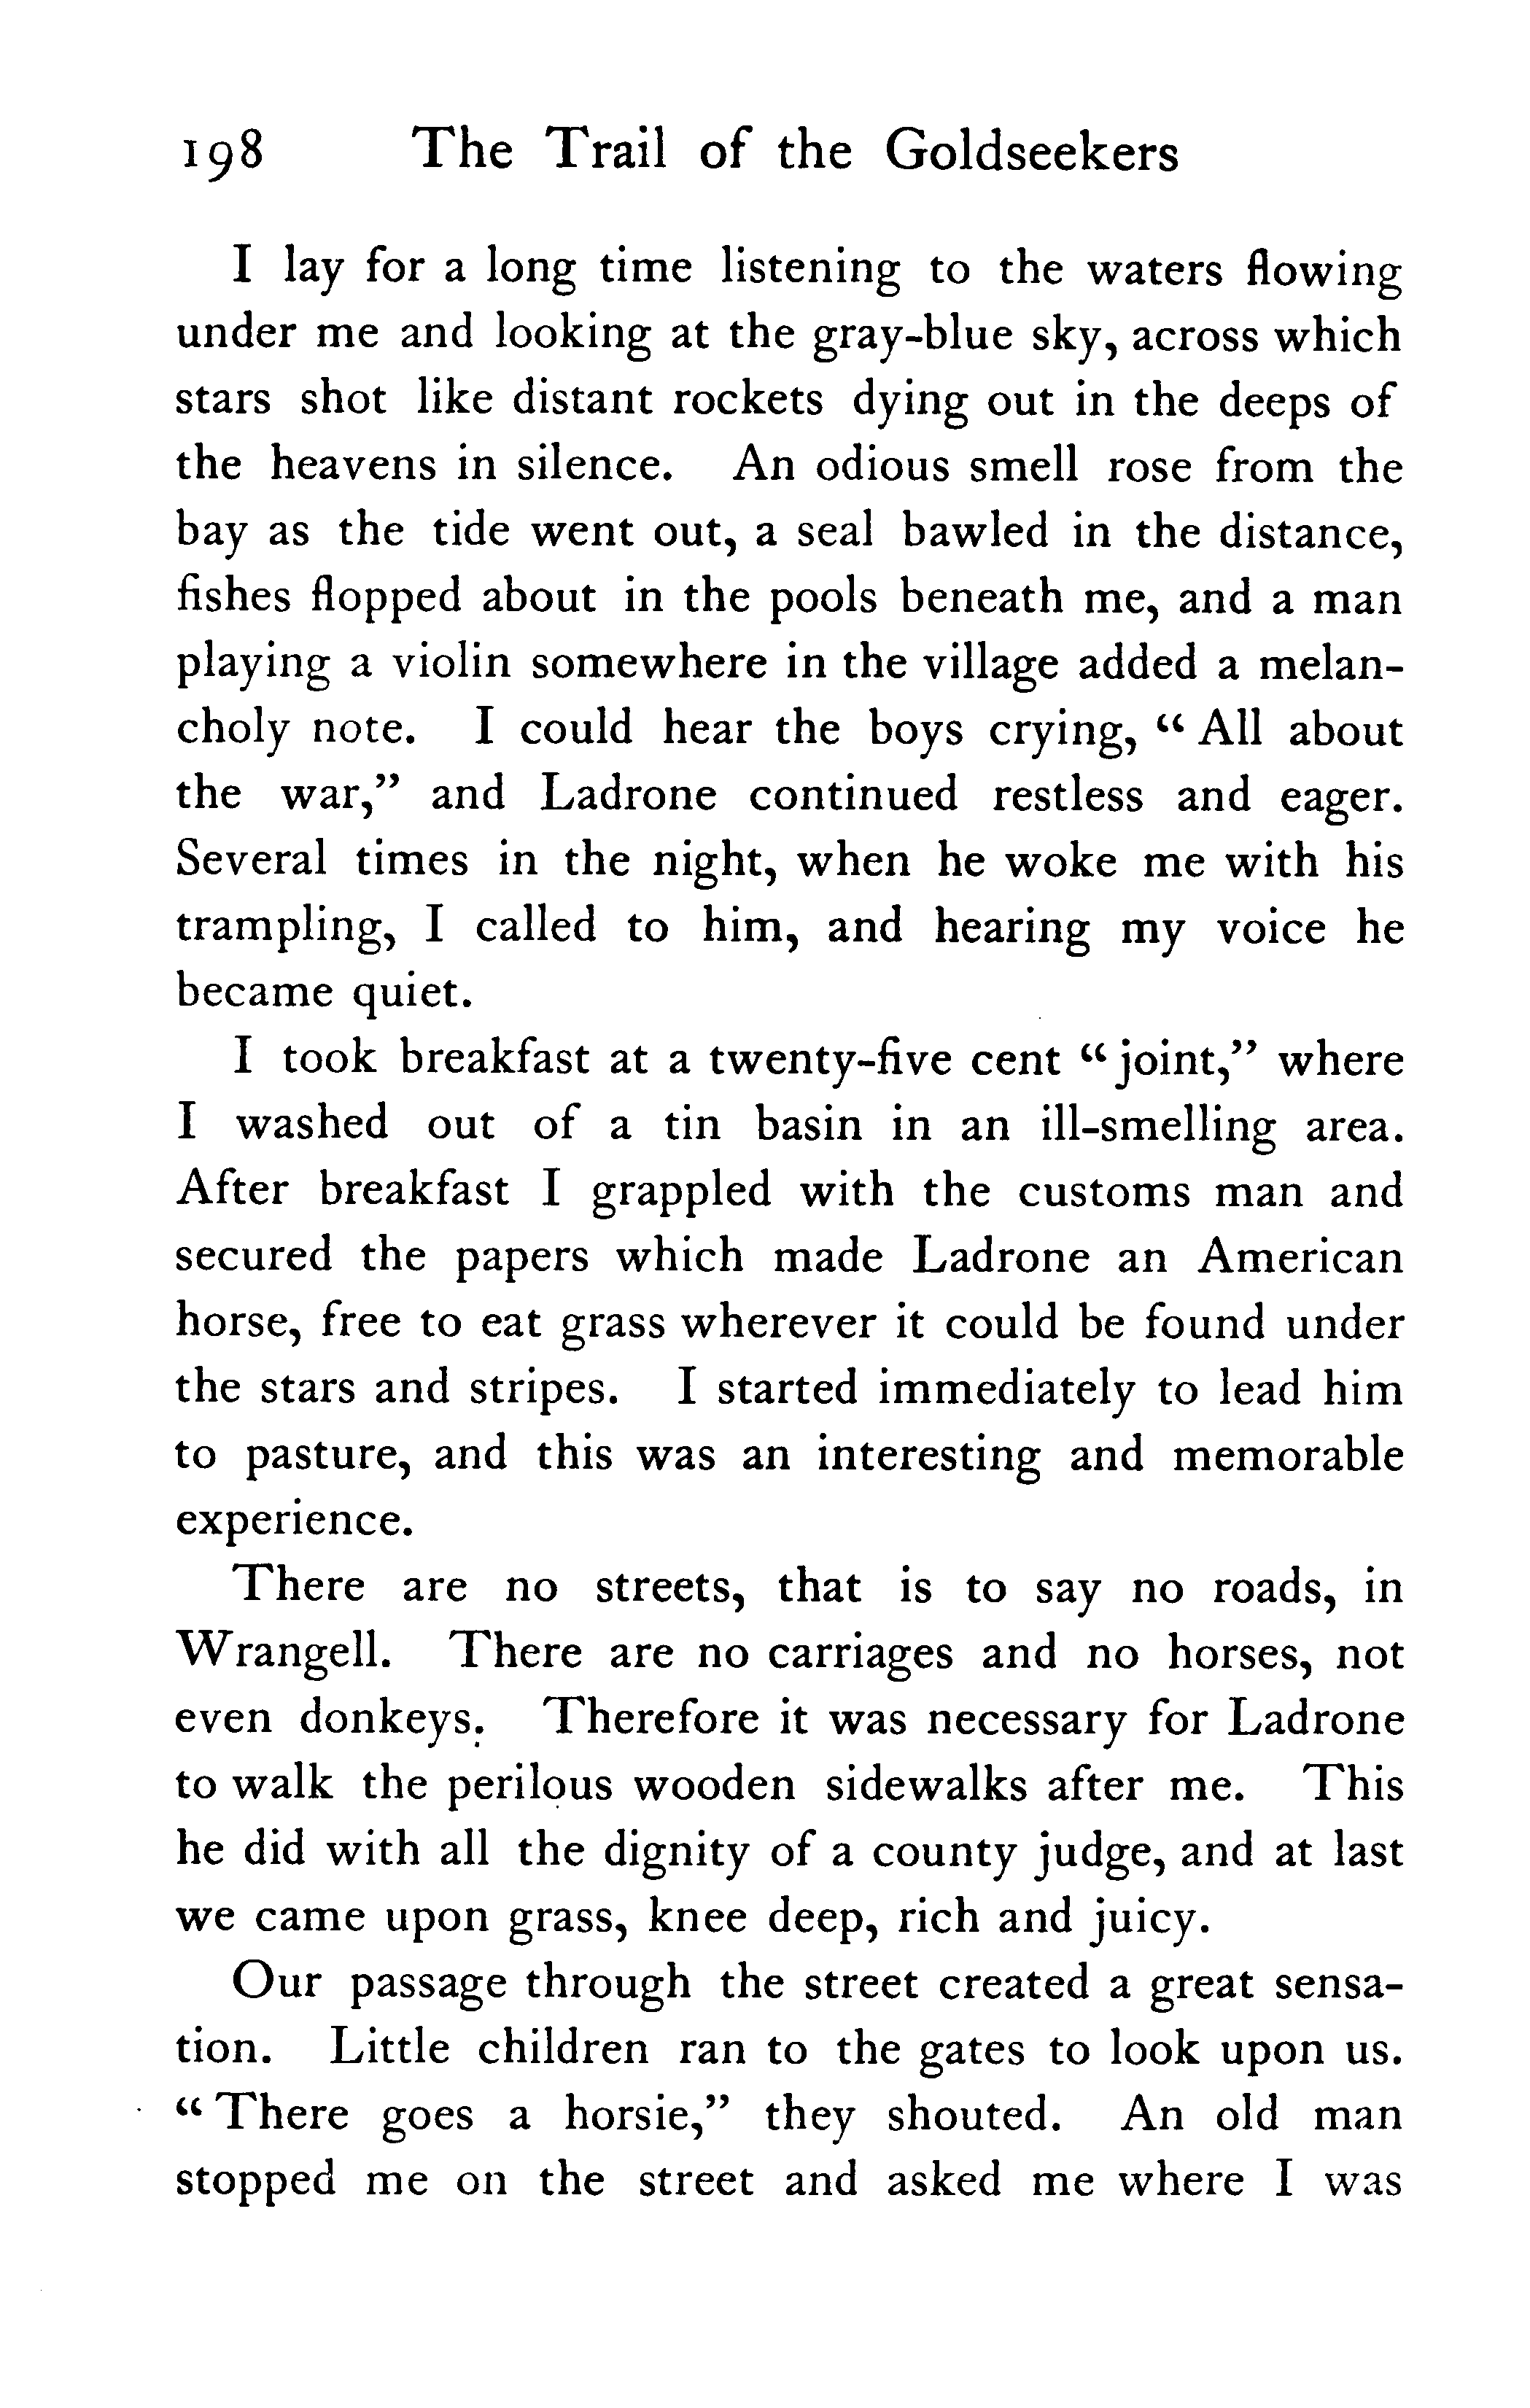 198 The Trail of the Goldseekers
I lay for a long time listening to the waters flowing
under me and looking at the gray-blue sky, across which
stars shot like distant rockets dying out in the deeps of
the heavens in silence. An odious smell rose from the
bay as the tide went out, a seal bawled in the distance,
fishes flopped about in the pools beneath me, and a man
playing a violin somewhere in the village added a melan-
choly note. I could hear the boys crying, “All about
the war,” and Ladrone continued restless and eager.
Several times in the night, when he woke me with his
trampling, I called to him, and hearing my voice he
became quiet.
I took breakfast at a twenty-five cent “joint,” where
I washed out of a tin basin in an ill-smelling area.
After breakfast I grappled with the customs man and
secured the papers which made Ladrone an American
horse, free to eat grass wherever it could be found under
the stars and stripes. I started immediately to lead him
to pasture, and this was an interesting and memorable
experience.
There are no streets, that is to say no roads, in
Wrangell. There are no carriages and no horses, not
even donkeys. Therefore it was necessary for Ladrone
to walk the perilous wooden sidewalks after me. This
he did with all the dignity of a county judge, and at last
we came upon grass, knee deep, rich and juicy.
Our passage through the street created a great sensa-
tion. Little children ran to the gates to look upon us.
“There goes a horsie,” they shouted. An old man
stopped me on the street and asked me where I was